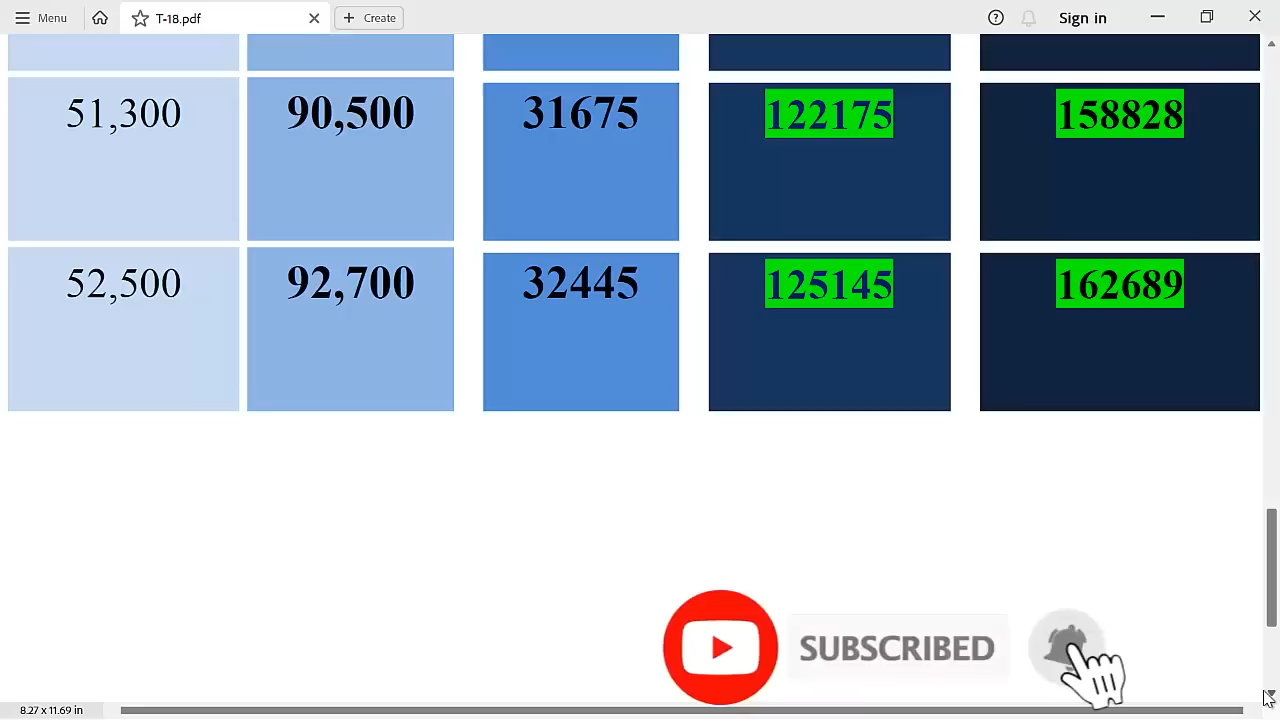 Menu T-18.pdf Create Sign in
51,300 90,500 31675 122175 158828
52,500 92,700 32445 125145 162689
SUBSCRIBED
8.27 x 11.69 in